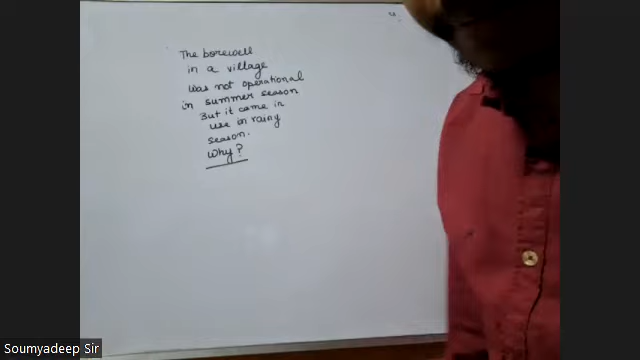 The borewell
in a village
was not operational
in summer season
But it came in
use in rainy
season.
Why?
Soumyadeep Sir